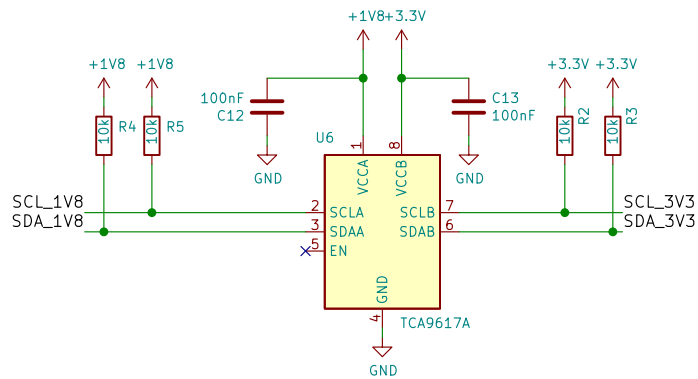 +1V8 +3.3V
+1V8 +1V8 +3.3V +3.3V
100nF C13
C12 100nF
10k R4 10k R5 10k R2 10k R3
GND GND
U6
1 8
VCCA VCCB
SCL_1V8 2 SCLA SCLB 7 SCL_3V3
SDA_1V8 3 SDAA SDAB 6 SDA_3V3
5 EN
GND
4 TCA9617A
GND